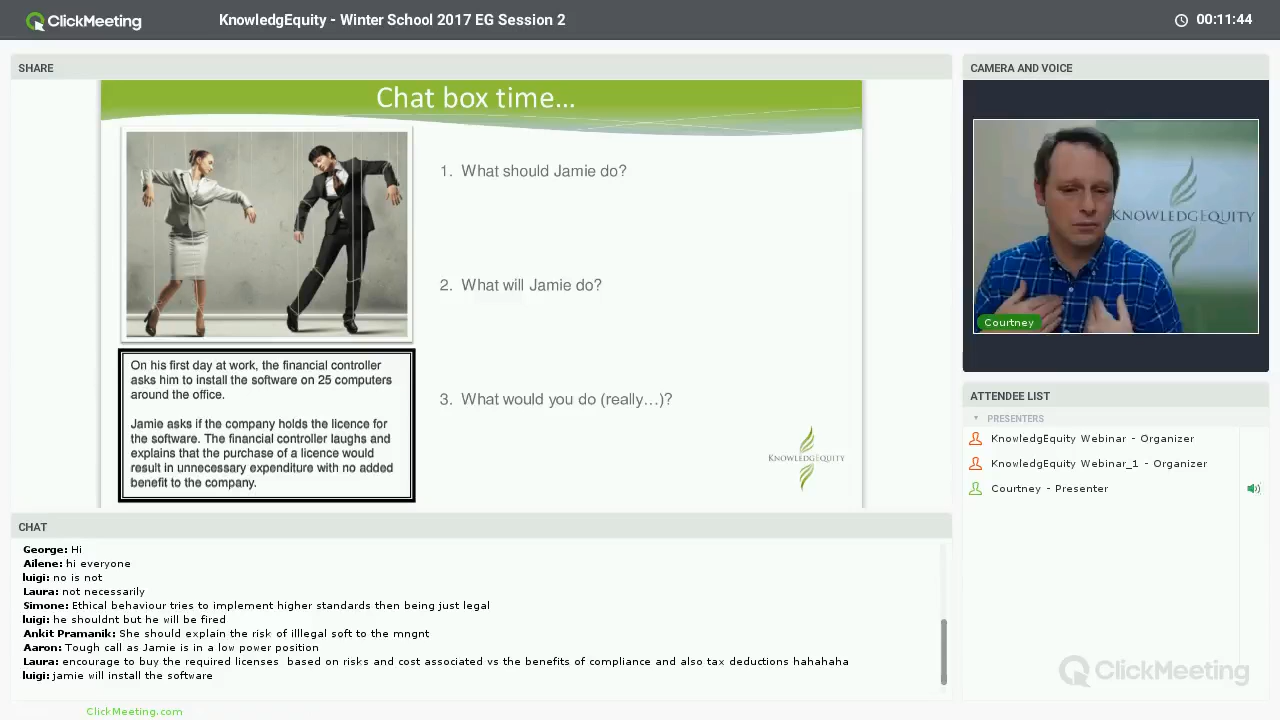 ClickMeeting
KnowledgEquity - Winter School 2017 EG Session 2
00:11:44
SHARE
Chat box time...
1. What should Jamie do?
2. What will Jamie do?
3. What would you do (really...)?
On his first day at work, the financial controller
asks him to install the software on 25 computers
around the office.
Jamie asks if the company holds the licence for
the software. The financial controller laughs and
explains that the purchase of a licence would
result in unnecessary expenditure with no added
benefit to the company.
KNOWLEDGEQUITY
CAMERA AND VOICE
KNOWLEDGEQUITY
Courtney
ATTENDEE LIST
PRESENTERS
KnowledgEquity Webinar - Organizer
KnowledgEquity Webinar_1 - Organizer
Courtney - Presenter
CHAT
George: Hi
Ailene: hi everyone
luigi: no is not
Laura: not necessarily
Simone: Ethical behaviour tries to implement higher standards then being just legal
luigi: he shouldnt but he will be fired
Ankit Pramanik: She should explain the risk of illlegal soft to the mngnt
Aaron: Tough call as Jamie is in a low power position
Laura: encourage to buy the required licenses based on risks and cost associated vs the benefits of compliance and also tax deductions hahahaha
luigi: jamie will install the software
ClickMeeting
ClickMeeting.com